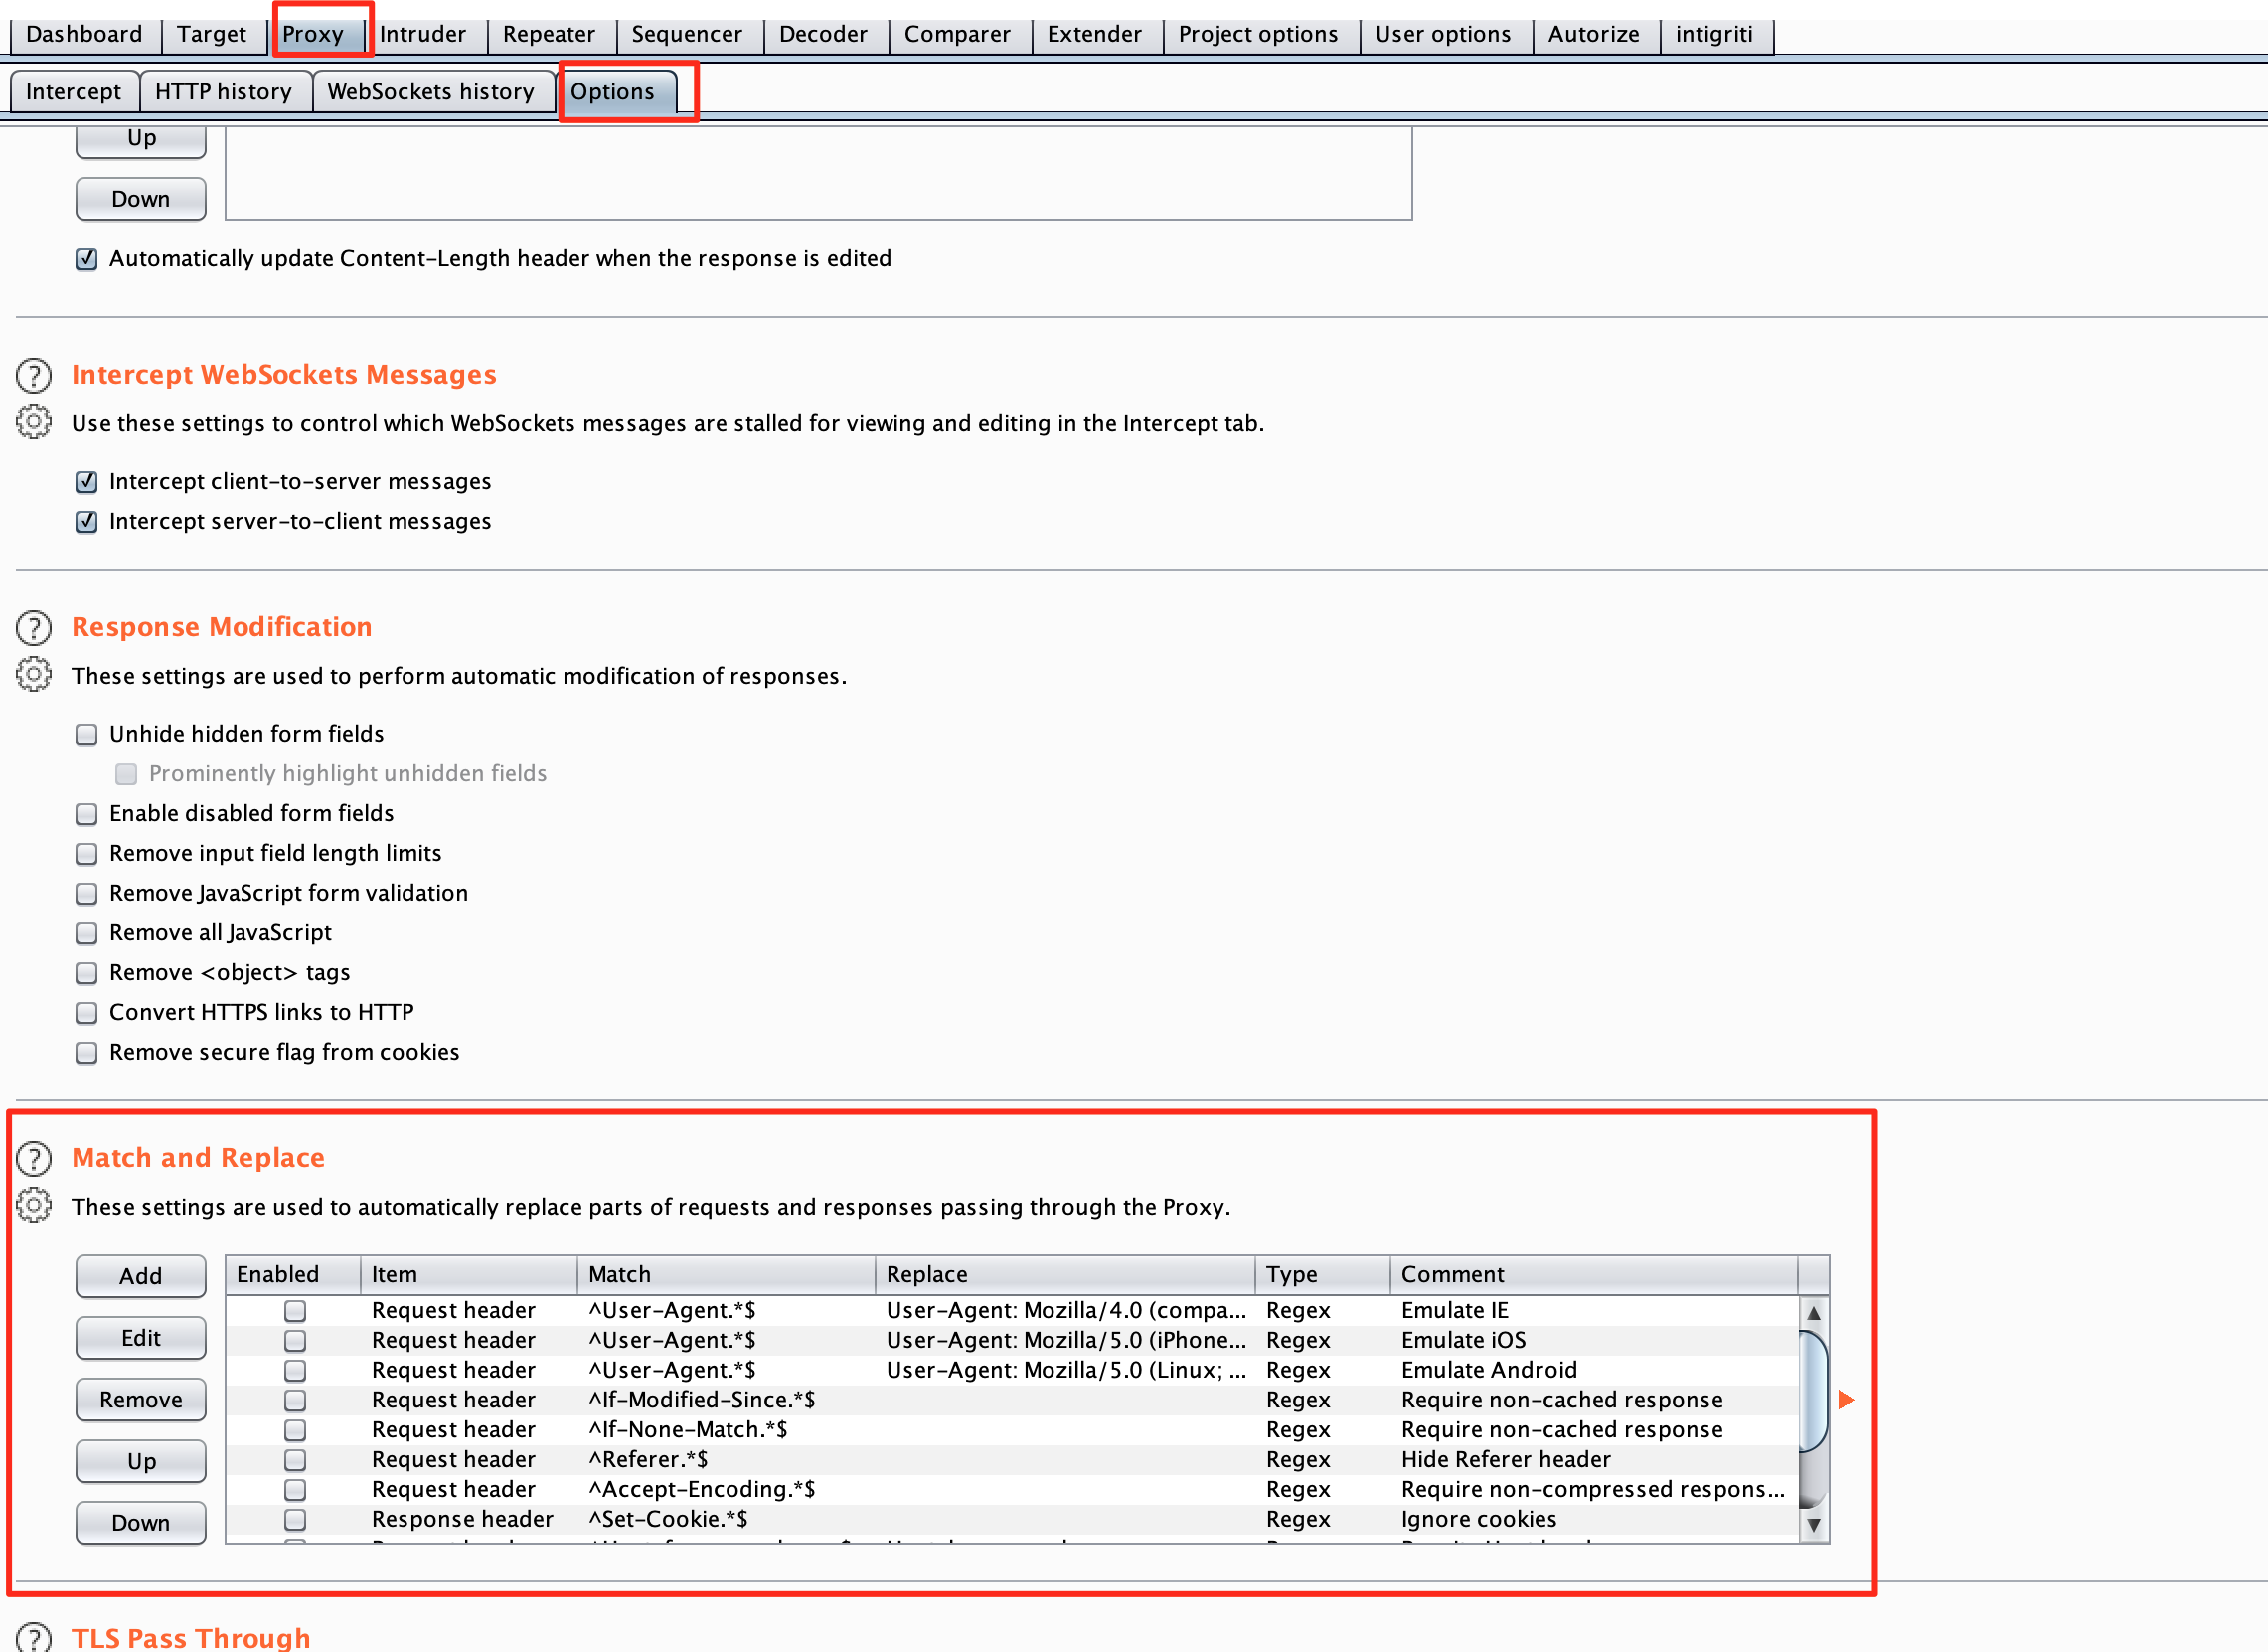 Dashboard Target Proxy Intruder Repeater Sequencer Decoder Comparer Extender Project options User options Autorize intigriti
Intercept HTTP history WebSockets history Options
Up
Down
Automatically update Content-Length header when the response is edited
? Intercept WebSockets Messages
Use these settings to control which WebSockets messages are stalled for viewing and editing in the Intercept tab.
Intercept client-to-server messages
Intercept server-to-client messages
? Response Modification
These settings are used to perform automatic modification of responses.
Unhide hidden form fields
Prominently highlight unhidden fields
Enable disabled form fields
Remove input field length limits
Remove JavaScript form validation
Remove all JavaScript
Remove <object> tags
Convert HTTPS links to HTTP
Remove secure flag from cookies
? Match and Replace
These settings are used to automatically replace parts of requests and responses passing through the Proxy.
Add
Edit
Remove
Up
Down
Enabled Item Match Replace Type Comment
Request header ^User-Agent.*$ User-Agent: Mozilla/4.0 (compa... Regex Emulate IE
Request header ^User-Agent.*$ User-Agent: Mozilla/5.0 (iPhone... Regex Emulate iOS
Request header ^User-Agent.*$ User-Agent: Mozilla/5.0 (Linux; ... Regex Emulate Android
Request header ^If-Modified-Since.*$ Regex Require non-cached response
Request header ^If-None-Match.*$ Regex Require non-cached response
Request header ^Referer.*$ Regex Hide Referer header
Request header ^Accept-Encoding.*$ Regex Require non-compressed respons...
Response header ^Set-Cookie.*$ Regex Ignore cookies
? TLS Pass Through